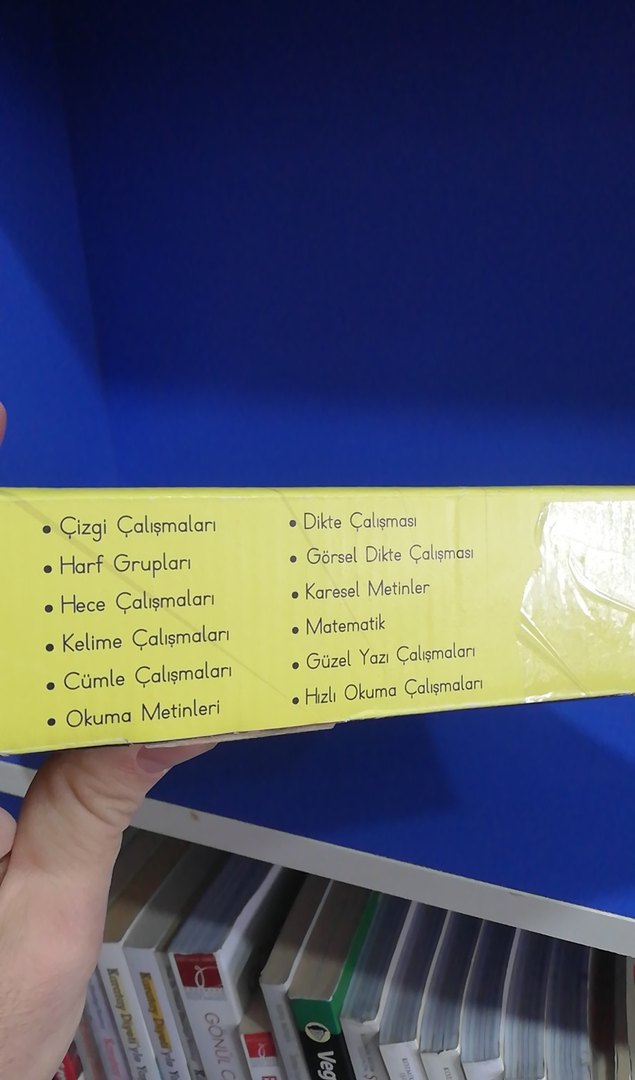 • Çizgi Çalışmaları
• Harf Grupları
• Hece Çalışmaları
• Kelime Çalışmaları
• Cümle Çalışmaları
• Okuma Metinleri
• Dikte Çalışması
• Görsel Dikte Çalışması
• Karesel Metinler
• Matematik
• Güzel Yazı Çalışmaları
• Hızlı Okuma Çalışmaları
GÖNÜL